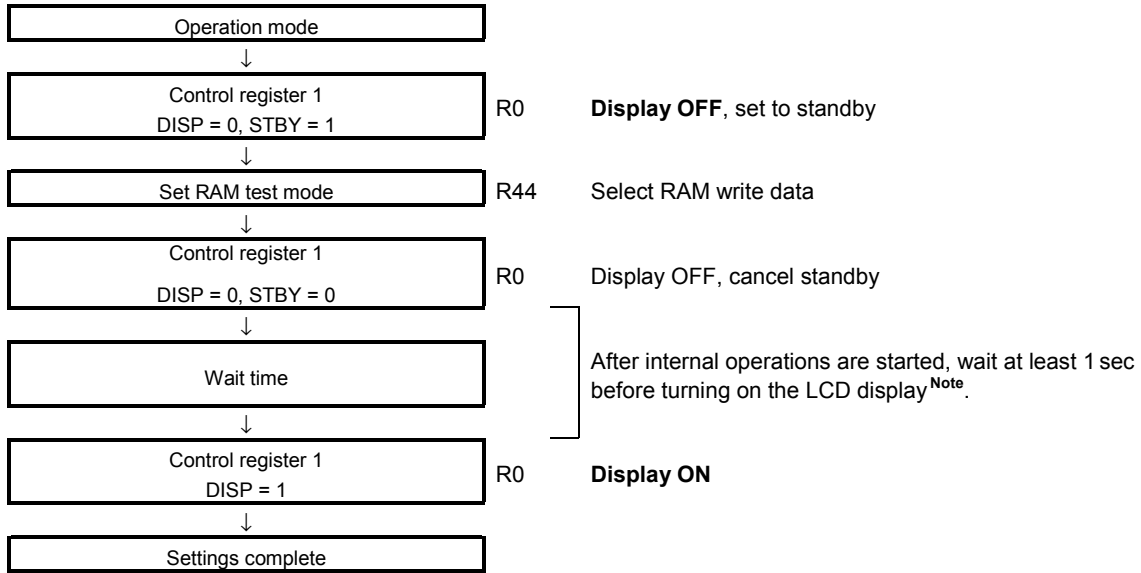 Operation mode
↓
Control register 1
DISP = 0, STBY = 1
R0 Display OFF, set to standby
↓
Set RAM test mode
R44 Select RAM write data
↓
Control register 1
DISP = 0, STBY = 0
R0 Display OFF, cancel standby
↓
Wait time
After internal operations are started, wait at least 1 sec
before turning on the LCD display Note.
↓
Control register 1
DISP = 1
R0 Display ON
↓
Settings complete